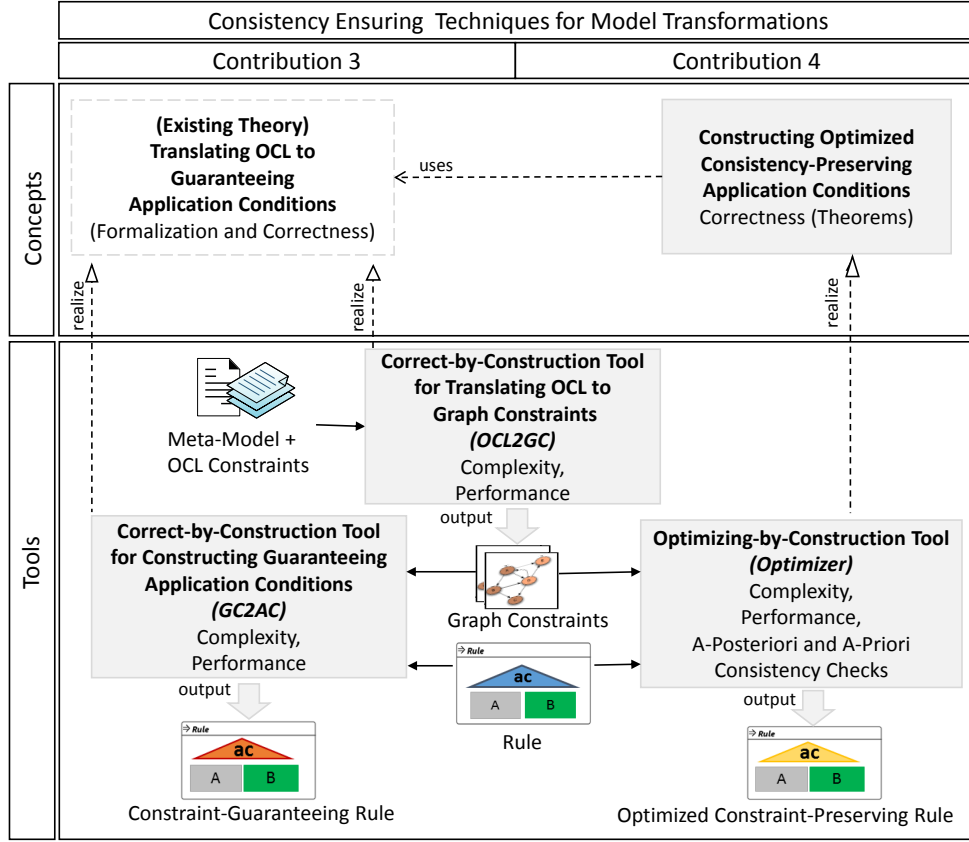 Consistency Ensuring Techniques for Model Transformations
Contribution 3
Contribution 4
Concepts
(Existing Theory)
Translating OCL to
Guaranteeing
Application Conditions
(Formalization and Correctness)
uses
Constructing Optimized
Consistency-Preserving
Application Conditions
Correctness (Theorems)
realize
realize
realize
Tools
Meta-Model +
OCL Constraints
Correct-by-Construction Tool
for Translating OCL to
Graph Constraints
(OCL2GC)
Complexity,
Performance
output
Correct-by-Construction Tool
for Constructing Guaranteeing
Application Conditions
(GC2AC)
Complexity,
Performance
output
Graph Constraints
Optimizing-by-Construction Tool
(Optimizer)
Complexity,
Performance,
A-Posteriori and A-Priori
Consistency Checks
output
Rule
ac
A
B
Rule
Rule
ac
A
B
Constraint-Guaranteeing Rule
Rule
ac
A
B
Optimized Constraint-Preserving Rule